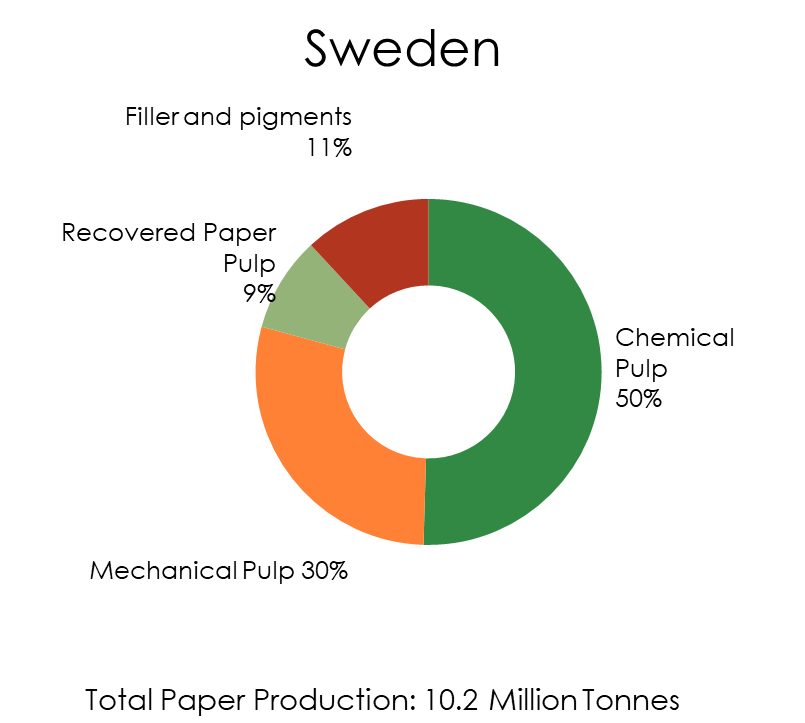 Sweden
Filler and pigments
11%
Recovered Paper
Pulp
9%
Chemical
Pulp
50%
Mechanical Pulp 30%
Total Paper Production: 10.2 Million Tonnes